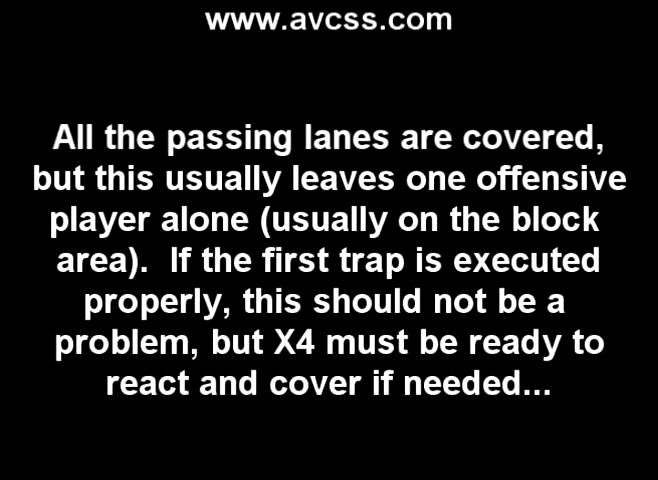 www.avcss.com
All the passing lanes are covered,
but this usually leaves one offensive
player alone (usually on the block
area).  If the first trap is executed
properly, this should not be a
problem, but X4 must be ready to
react and cover if needed...